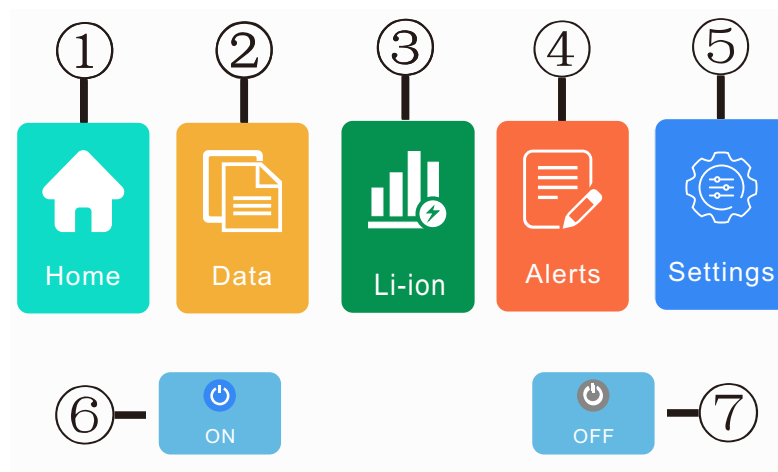 ① ② ③ ④ ⑤
Home Data Li-ion Alerts Settings
⑥ ON OFF ⑦